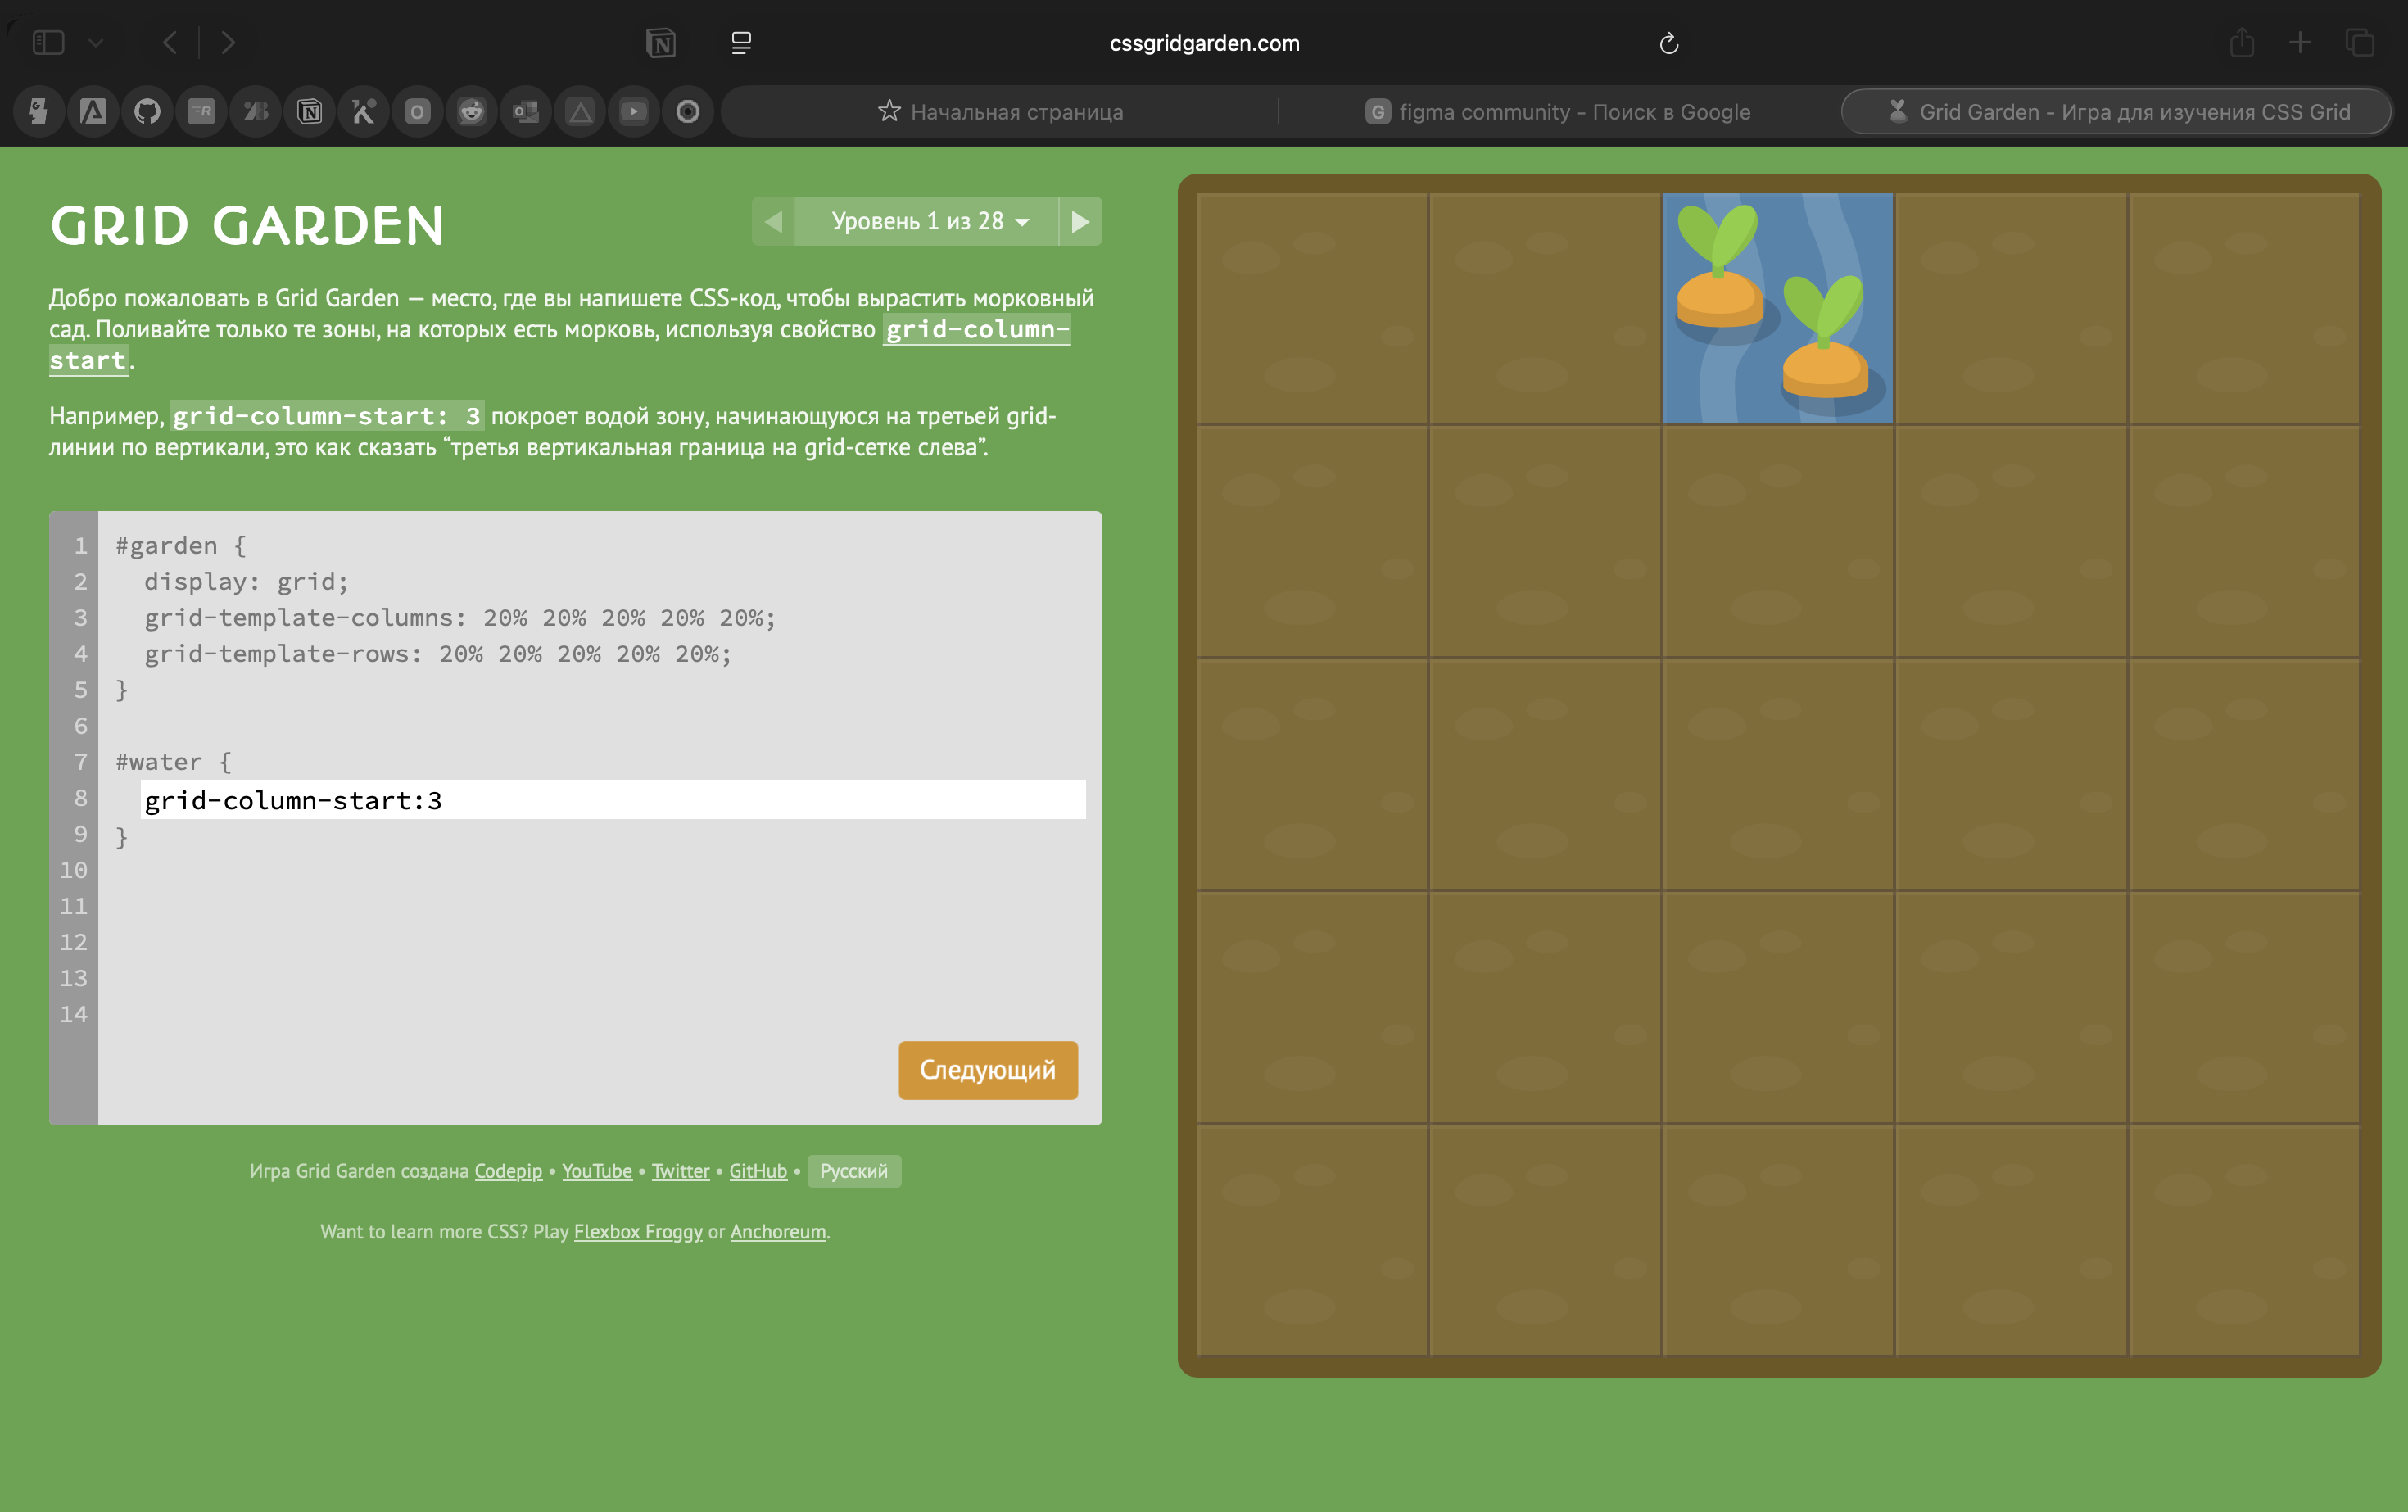 cssgridgarden.com
Начальная страница
figma community - Поиск в Google
Grid Garden - Игра для изучения CSS Grid
GRID GARDEN
Уровень 1 из 28
Добро пожаловать в Grid Garden — место, где вы напишете CSS-код, чтобы вырастить морковный
сад. Поливайте только те зоны, на которых есть морковь, используя свойство grid-column-
start.
Например, grid-column-start: 3 покроет водой зону, начинающуюся на третьей grid-
линии по вертикали, это как сказать “третья вертикальная граница на grid-сетке слева”.
1 #garden {
2 display: grid;
3 grid-template-columns: 20% 20% 20% 20% 20%;
4 grid-template-rows: 20% 20% 20% 20% 20%;
5 }
6
7 #water {
8 grid-column-start:3
9 }
10
11
12
13
14
Следующий
Игра Grid Garden создана Codepip • YouTube • Twitter • GitHub • Русский
Want to learn more CSS? Play Flexbox Froggy or Anchoreum.